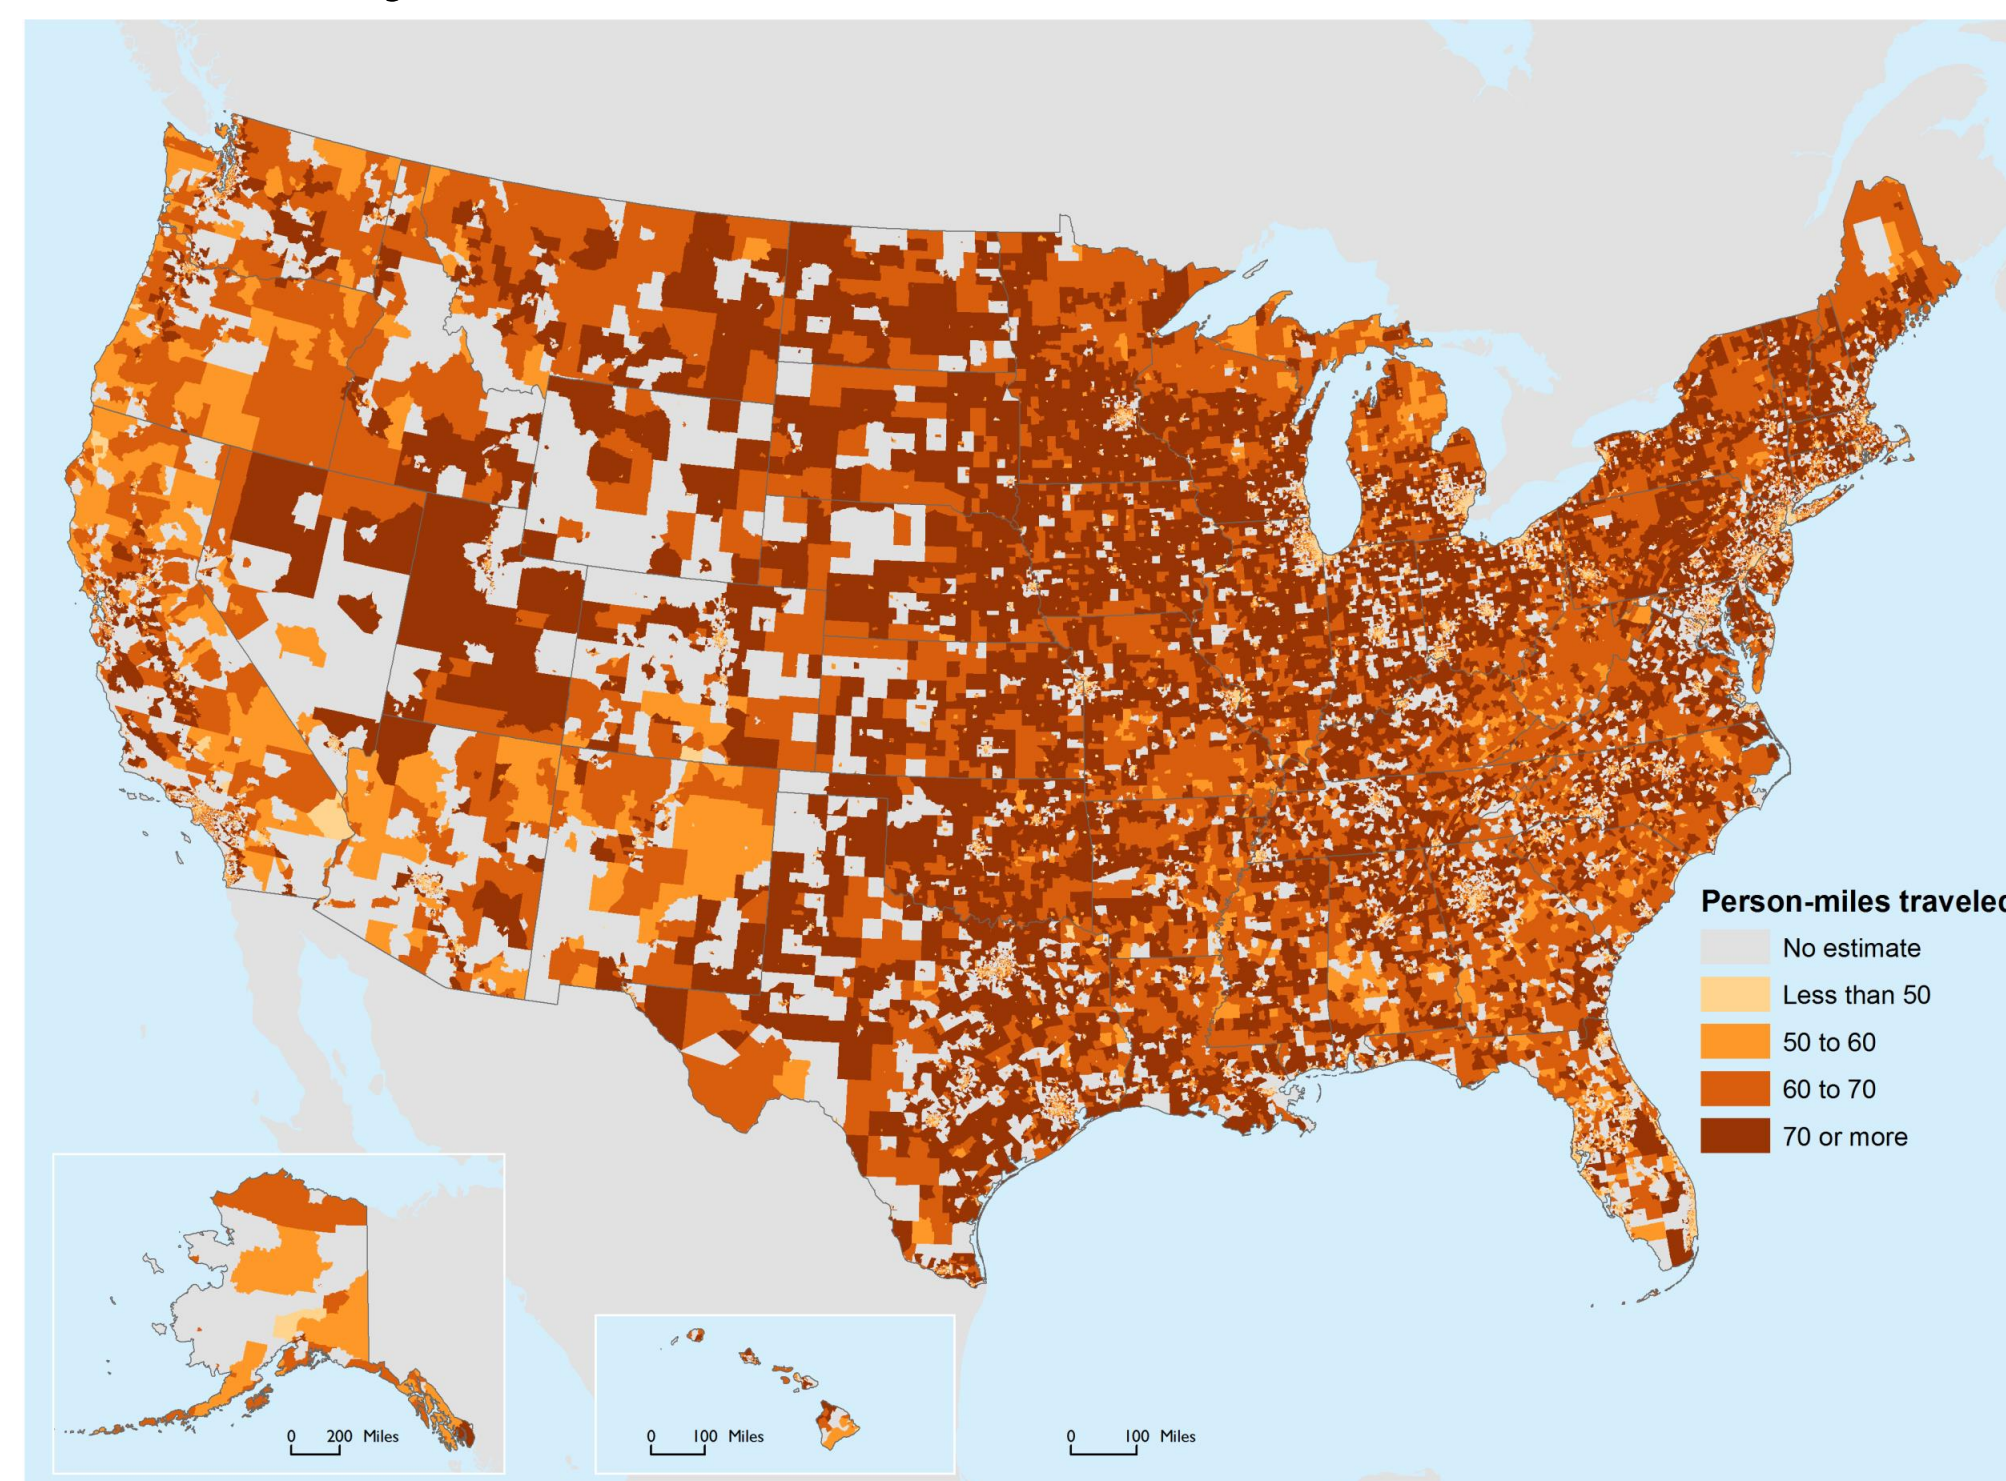 Person-miles traveled
No estimate
Less than 50
50 to 60
60 to 70
70 or more
0 200 Miles
0 100 Miles
0 100 Miles